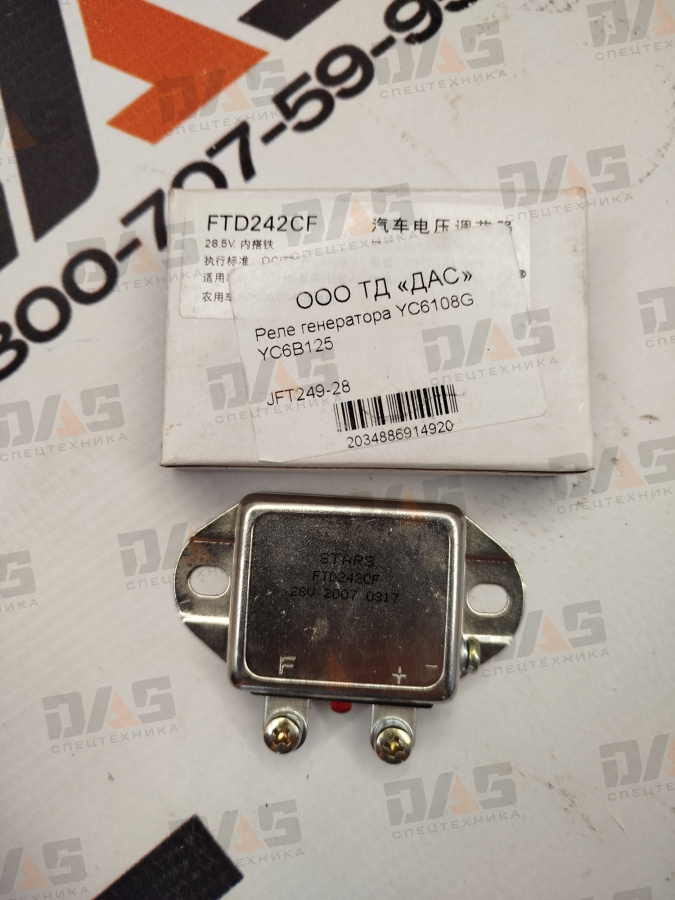 800-707-59-9
FTD242CF
汽车电压调节器
28.5V. 内搭铁
执行标准:
适用
农用车
ООО ТД «ДАС»
Реле генератора YC6108G
YC6B125
JFT249-28
2034886914920
STARS
FTD242CF
28V 2007 0317
F + -
DAS
СПЕЦТЕХНИКА